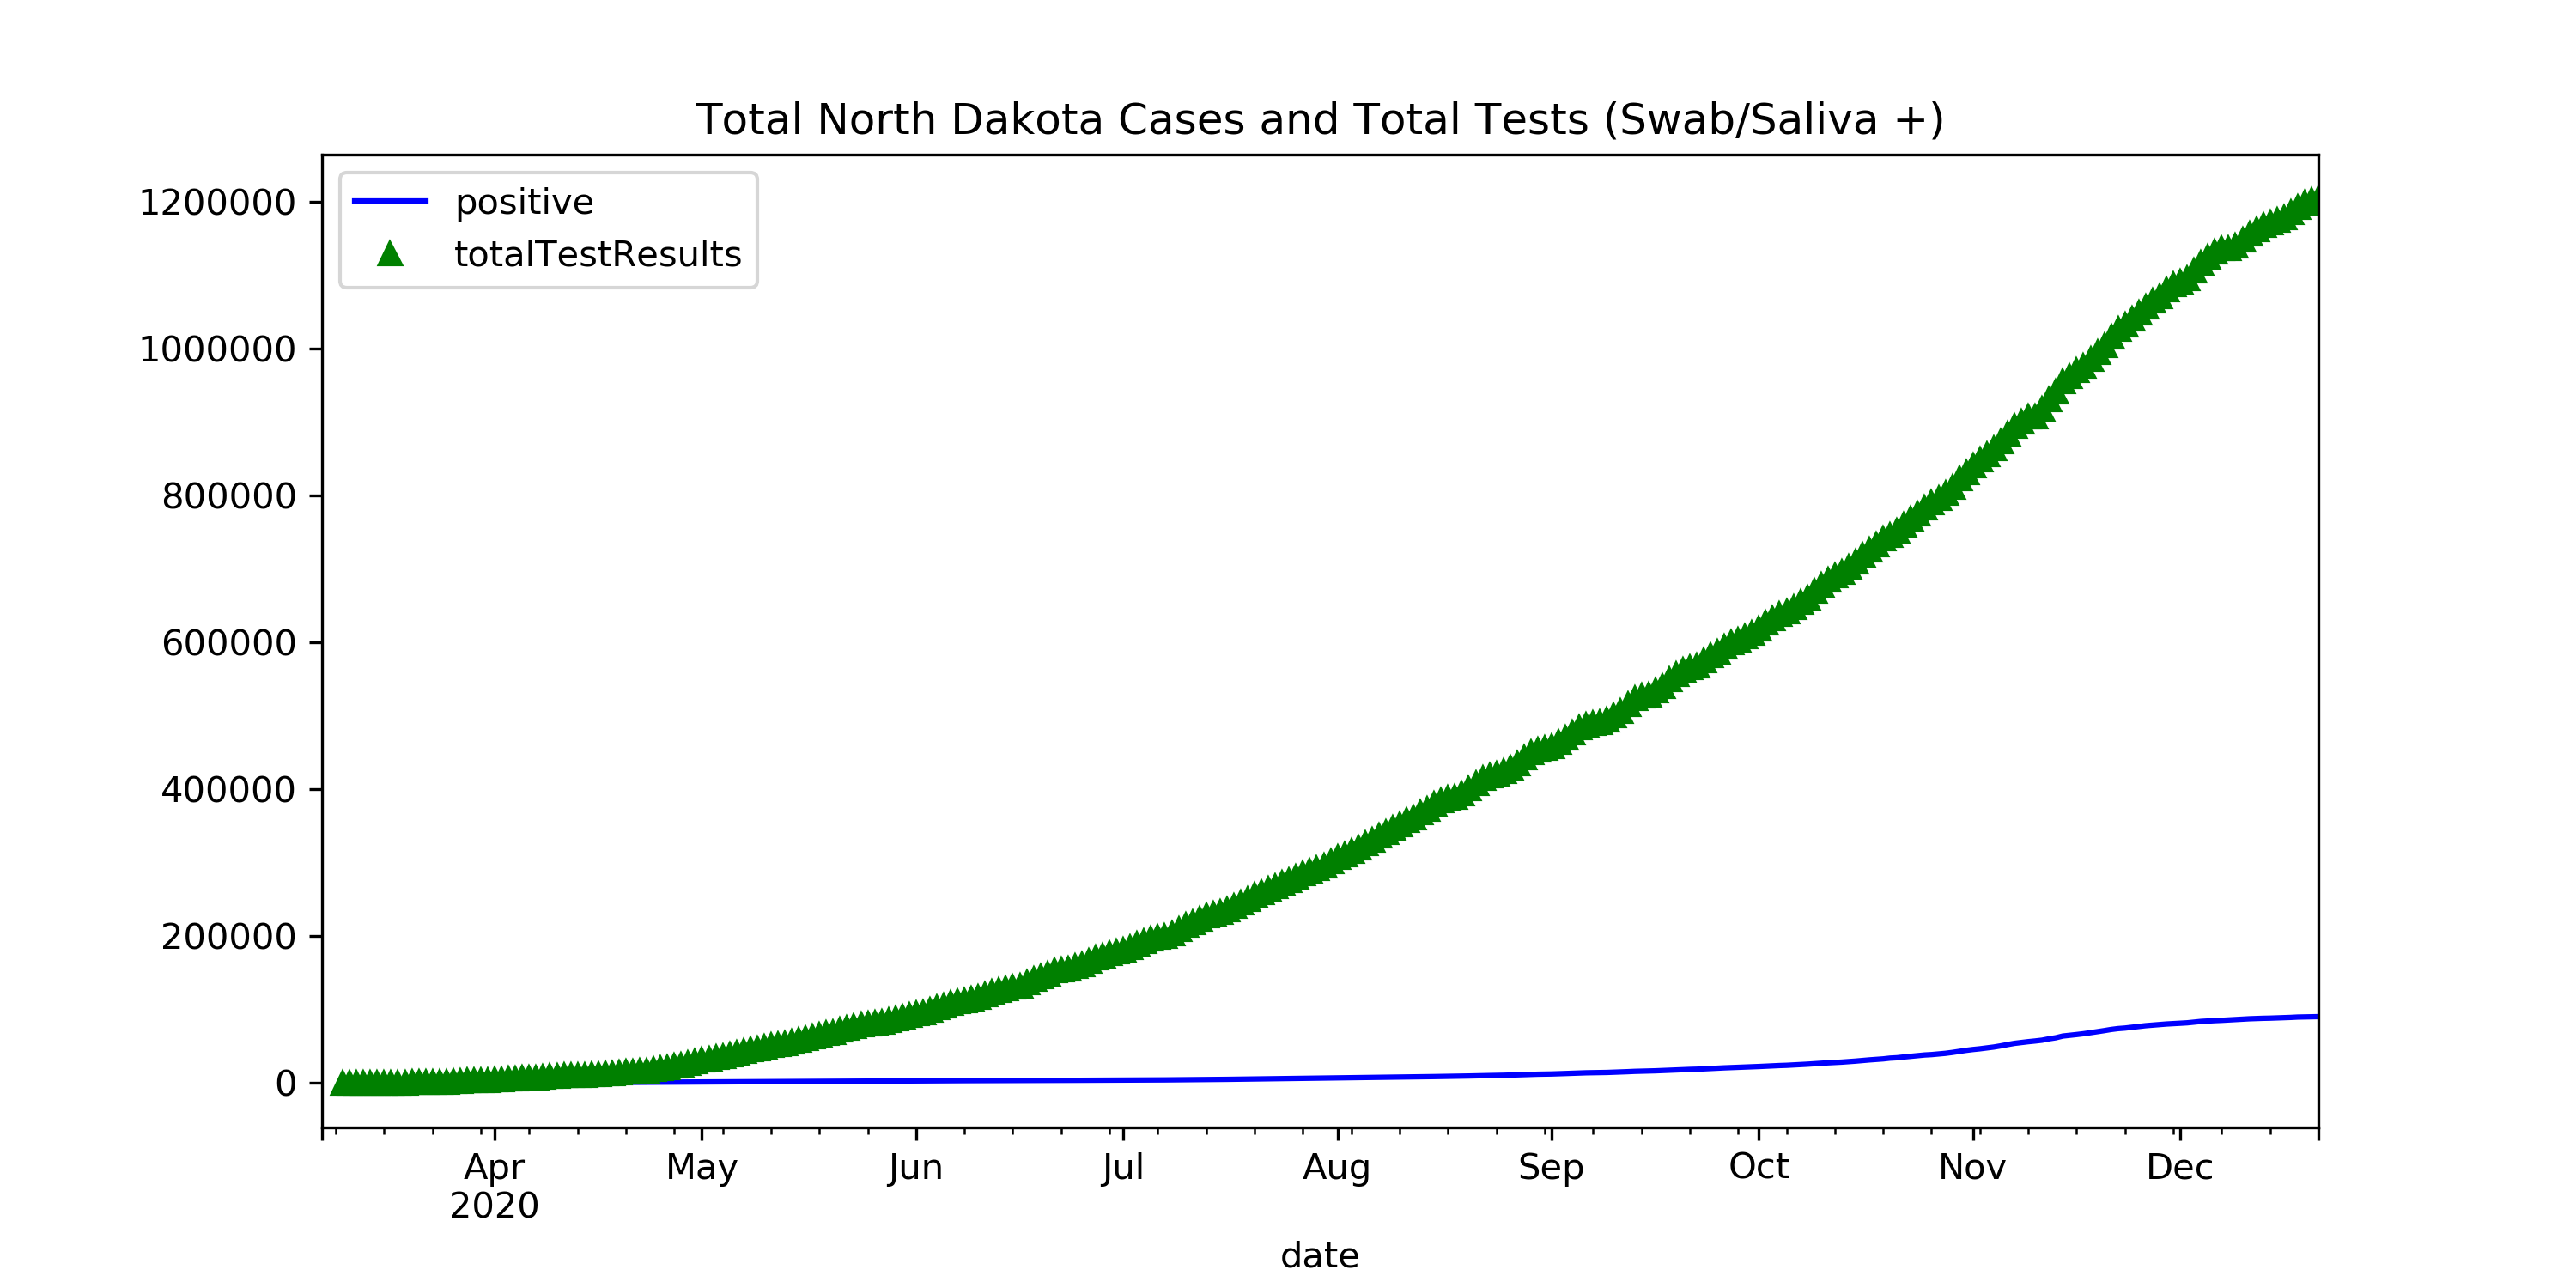 Total North Dakota Cases and Total Tests (Swab/Saliva +)
positive
totalTestResults
1200000
1000000
800000
600000
400000
200000
0
Apr May Jun Jul Aug Sep Oct Nov Dec
2020
date